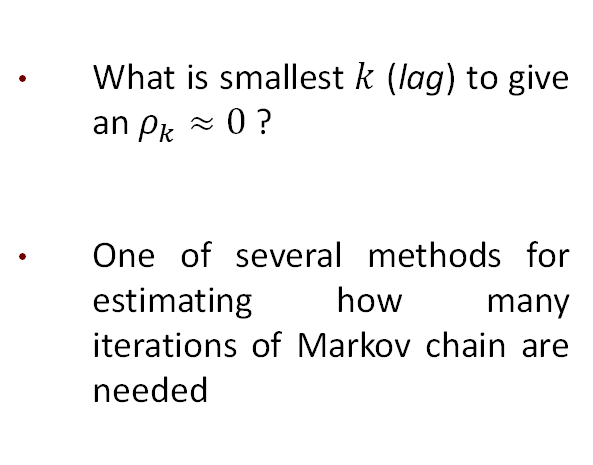 • What is smallest k (lag) to give
an ρₖ ≈ 0 ?
• One of several methods for
estimating how many
iterations of Markov chain are
needed